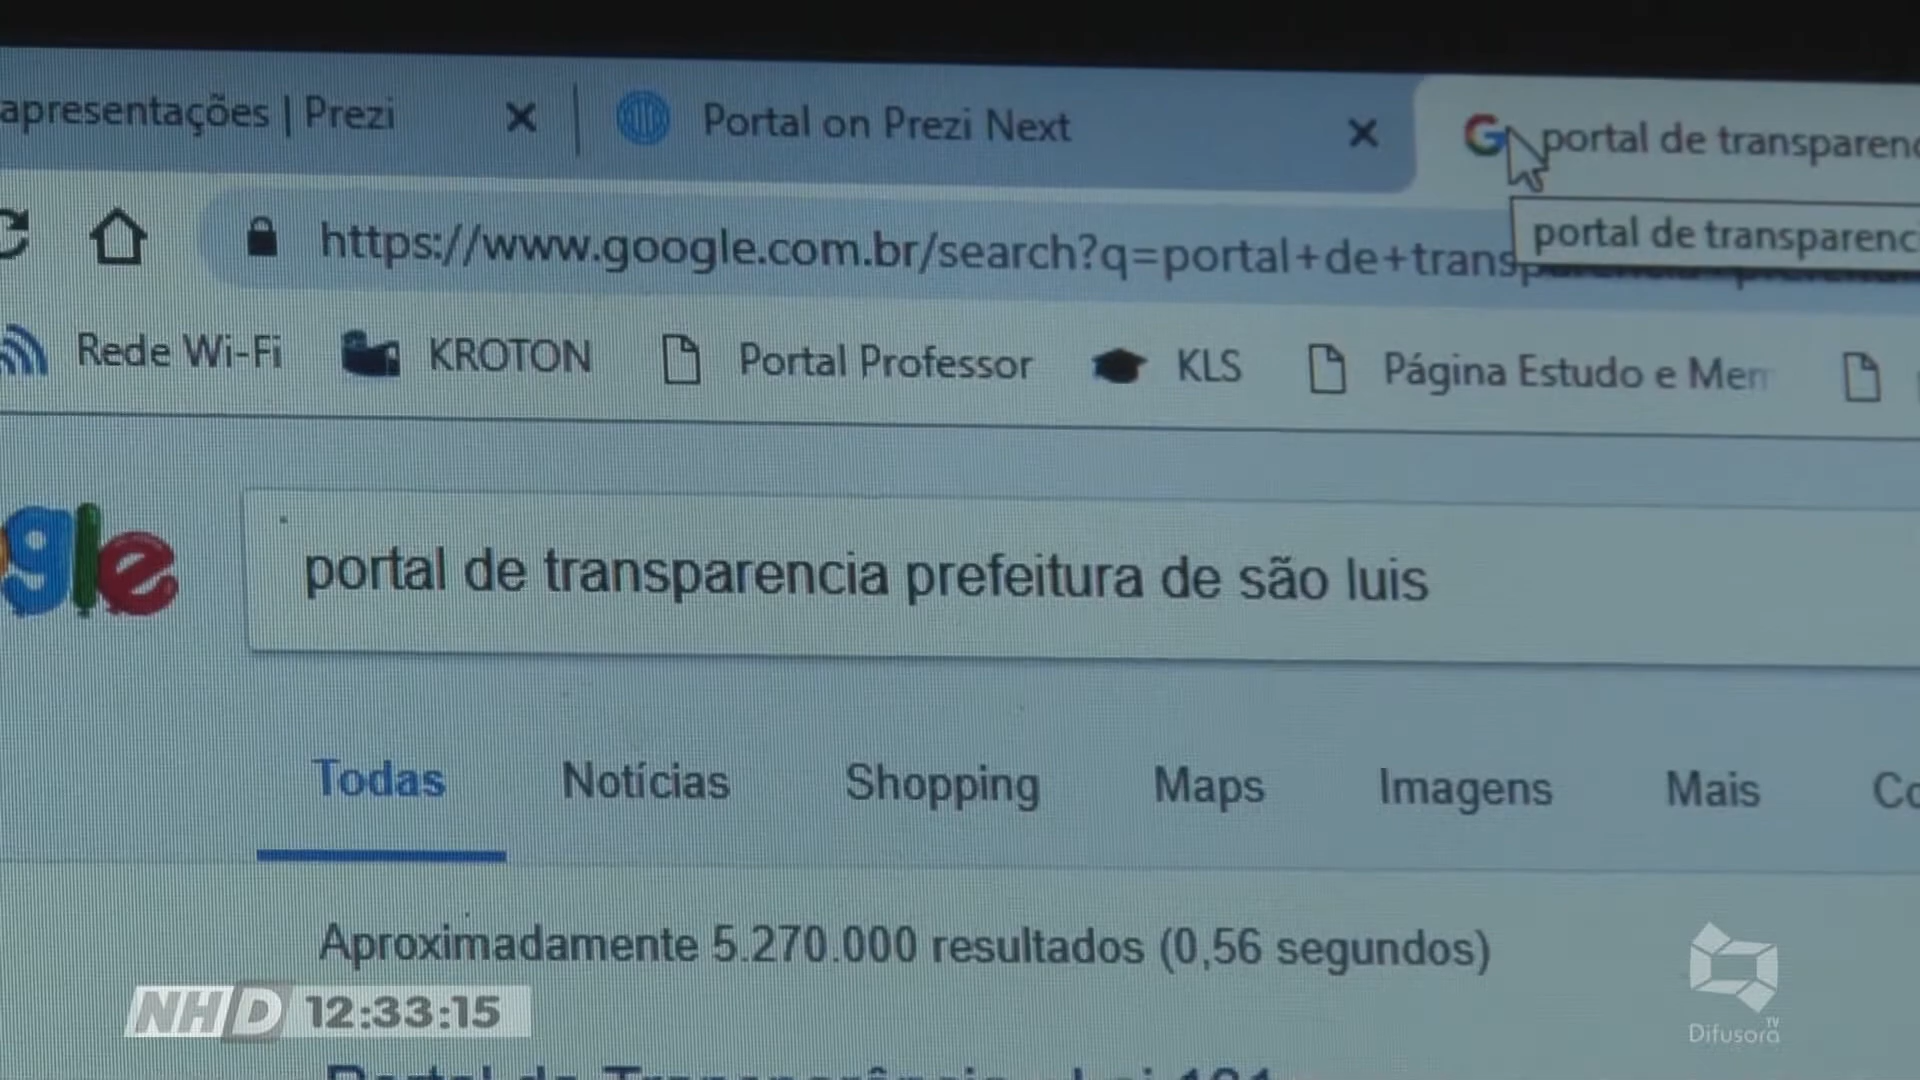 apresentações | Prezi
Portal on Prezi Next
portal de transparenc
https://www.google.com.br/search?q=portal+de+trans
portal de transparenc
Rede Wi-Fi
KROTON
Portal Professor
KLS
Página Estudo e Mem
gle
portal de transparencia prefeitura de são luis
Todas Notícias Shopping Maps Imagens Mais Co
Aproximadamente 5.270.000 resultados (0,56 segundos)
NHD 12:33:15
TV
Difusora